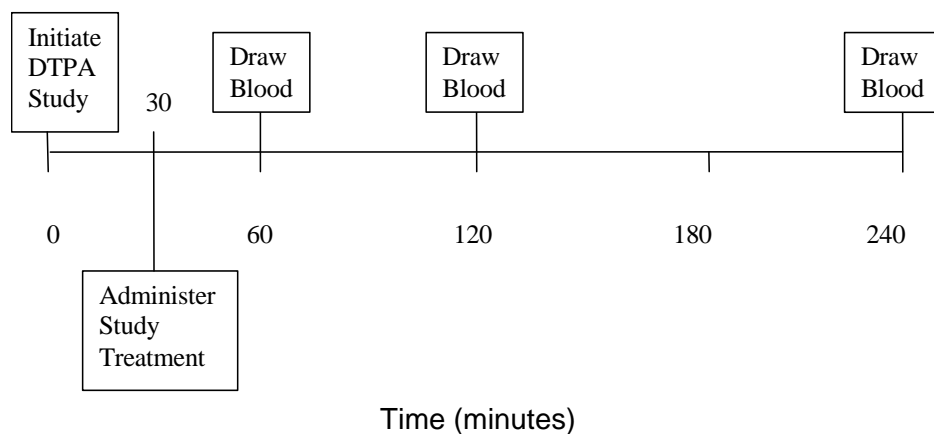 Initiate
DTPA
Study
30
Draw
Blood
Draw
Blood
Draw
Blood
0
60
120
180
240
Administer
Study
Treatment
Time (minutes)